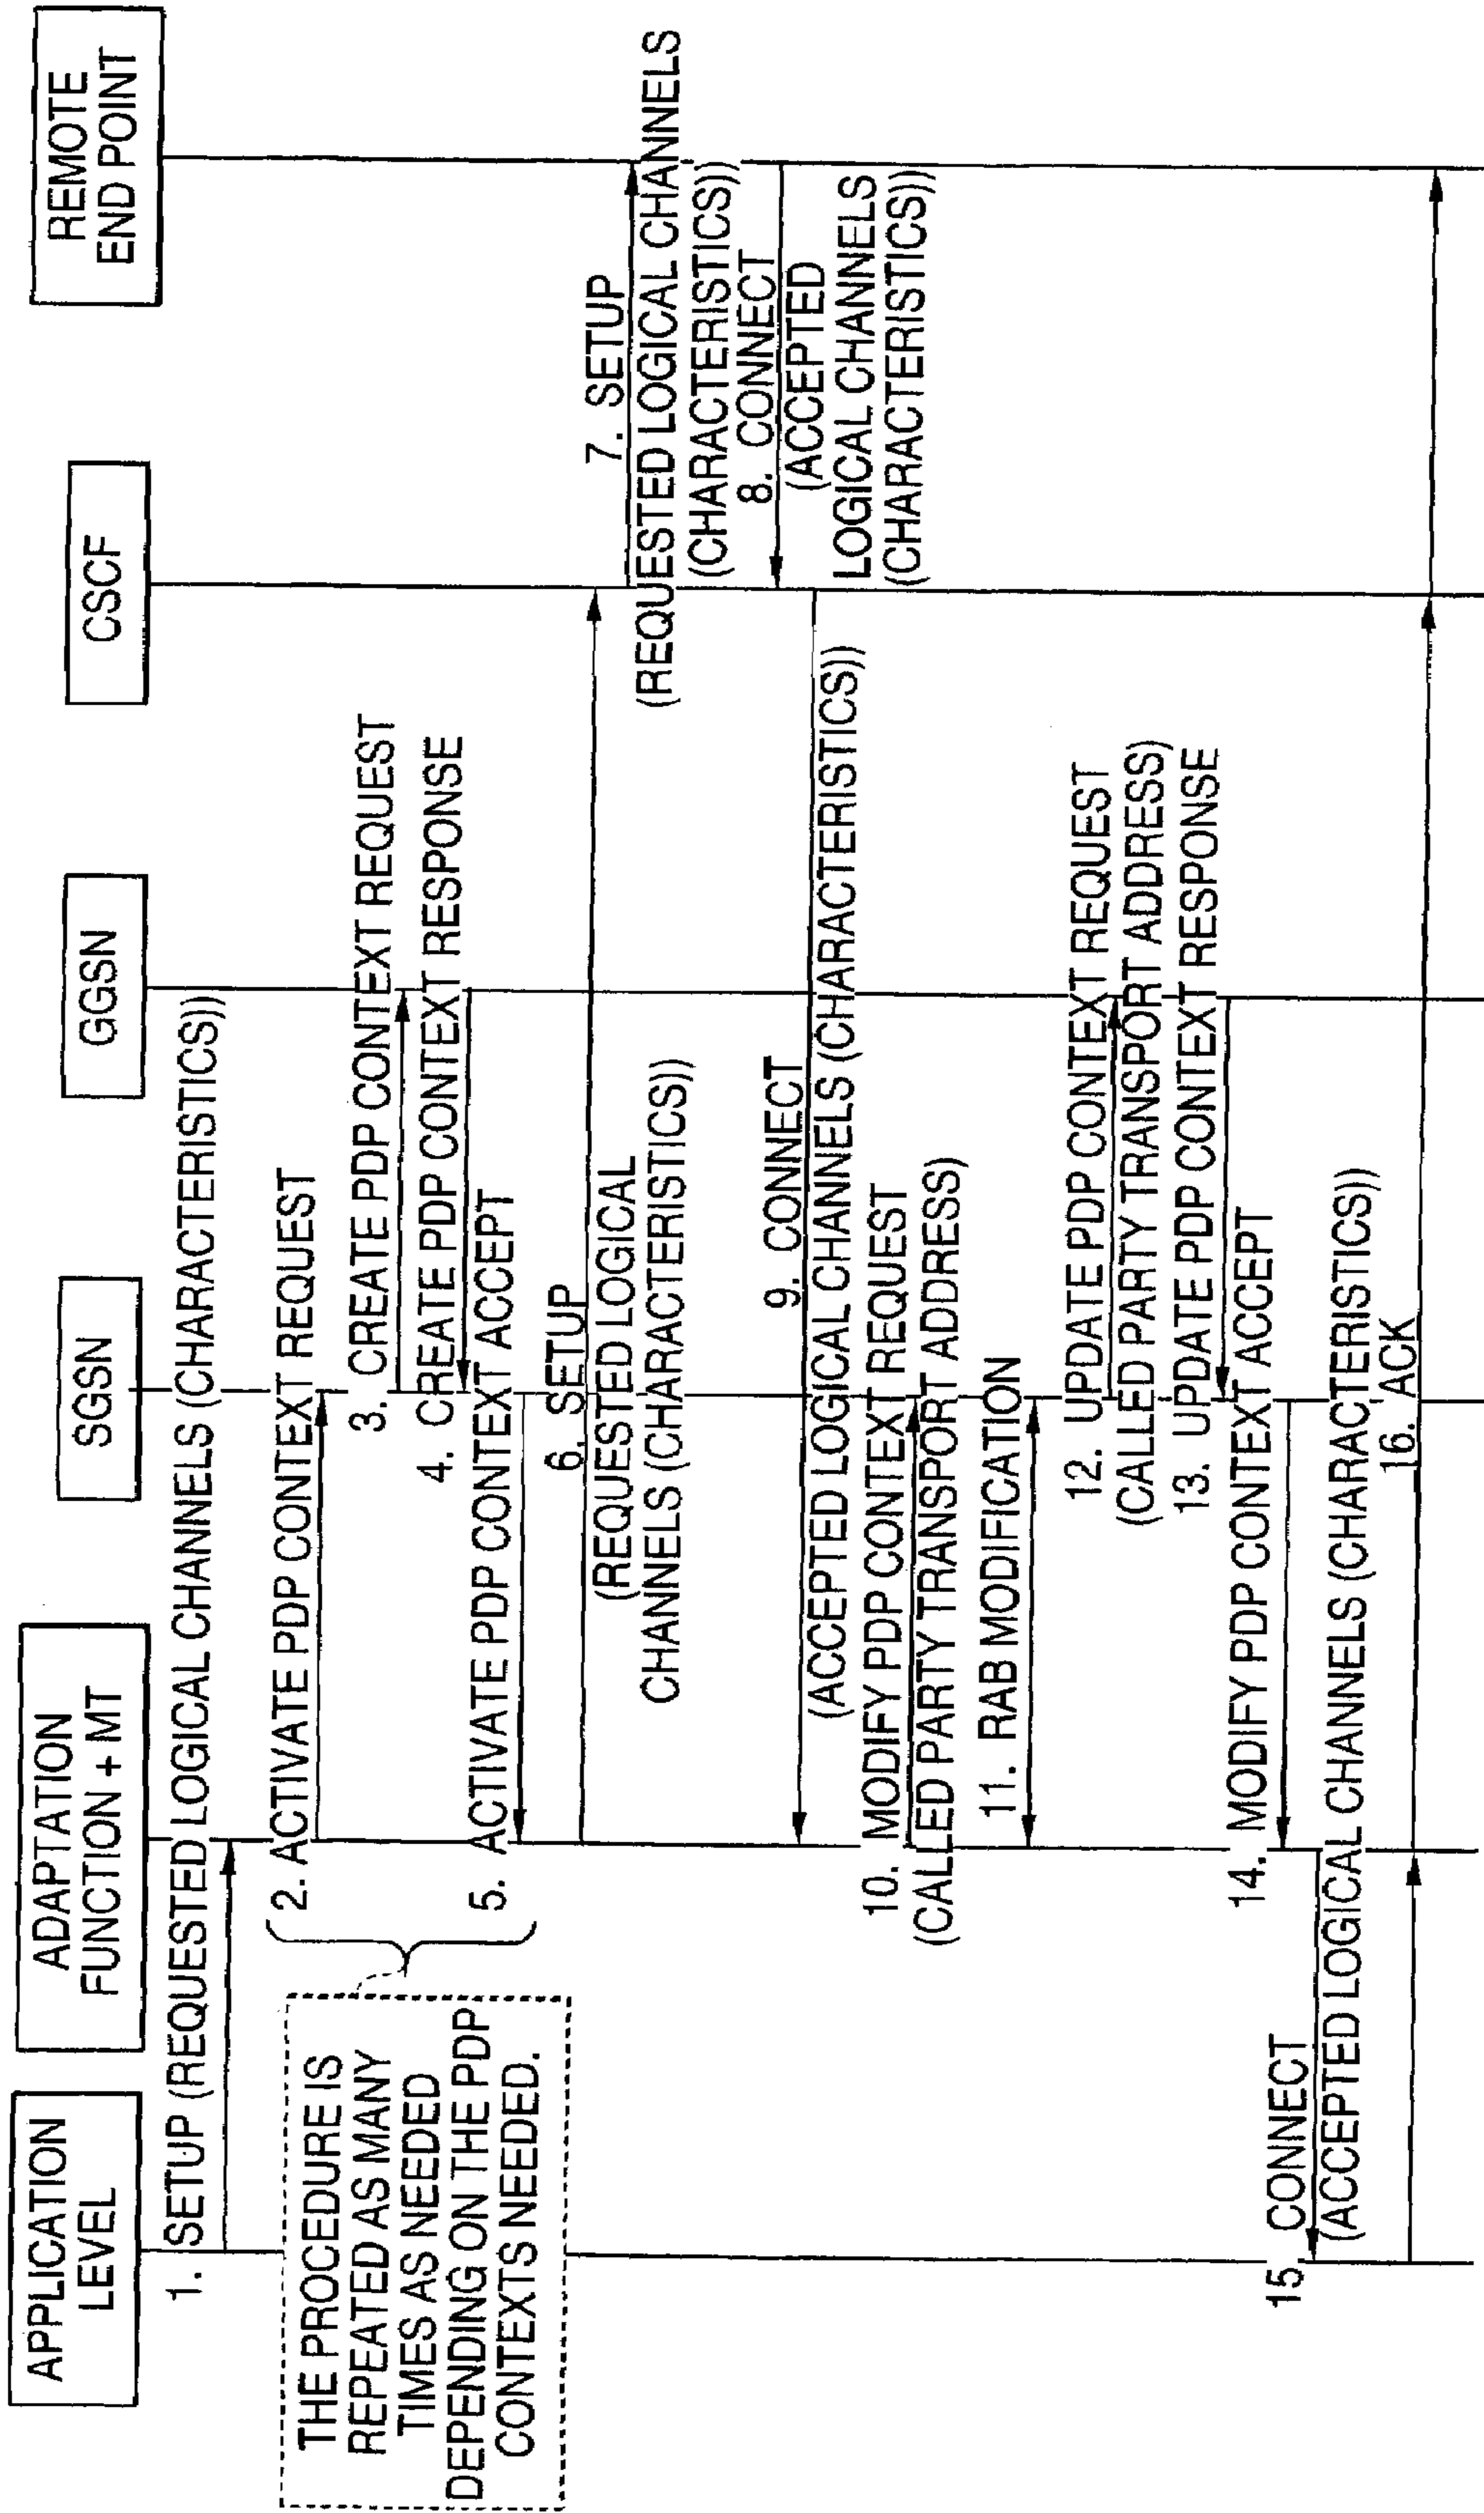 APPLICATION
LEVEL
ADAPTATION
FUNCTION + MT
SGSN
GGSN
CSCF
REMOTE
END POINT
1. SETUP (REQUESTED LOGICAL CHANNELS (CHARACTERISTICS))
2. ACTIVATE PDP CONTEXT REQUEST
THE PROCEDURE IS
REPEATED AS MANY
TIMES AS NEEDED
DEPENDING ON THE PDP
CONTEXTS NEEDED.
3. CREATE PDP CONTEXT REQUEST
4. CREATE PDP CONTEXT RESPONSE
5. ACTIVATE PDP CONTEXT ACCEPT
6. SETUP
(REQUESTED LOGICAL
CHANNELS (CHARACTERISTICS))
7. SETUP
(REQUESTED LOGICAL CHANNELS
(CHARACTERISTICS))
8. CONNECT
(ACCEPTED
LOGICAL CHANNELS
(CHARACTERISTICS))
9. CONNECT
(ACCEPTED LOGICAL CHANNELS (CHARACTERISTICS))
10. MODIFY PDP CONTEXT REQUEST
(CALLED PARTY TRANSPORT ADDRESS)
11. RAB MODIFICATION
12. UPDATE PDP CONTEXT REQUEST
(CALLED PARTY TRANSPORT ADDRESS)
13. UPDATE PDP CONTEXT RESPONSE
14. MODIFY PDP CONTEXT ACCEPT
15. CONNECT
(ACCEPTED LOGICAL CHANNELS (CHARACTERISTICS))
16. ACK